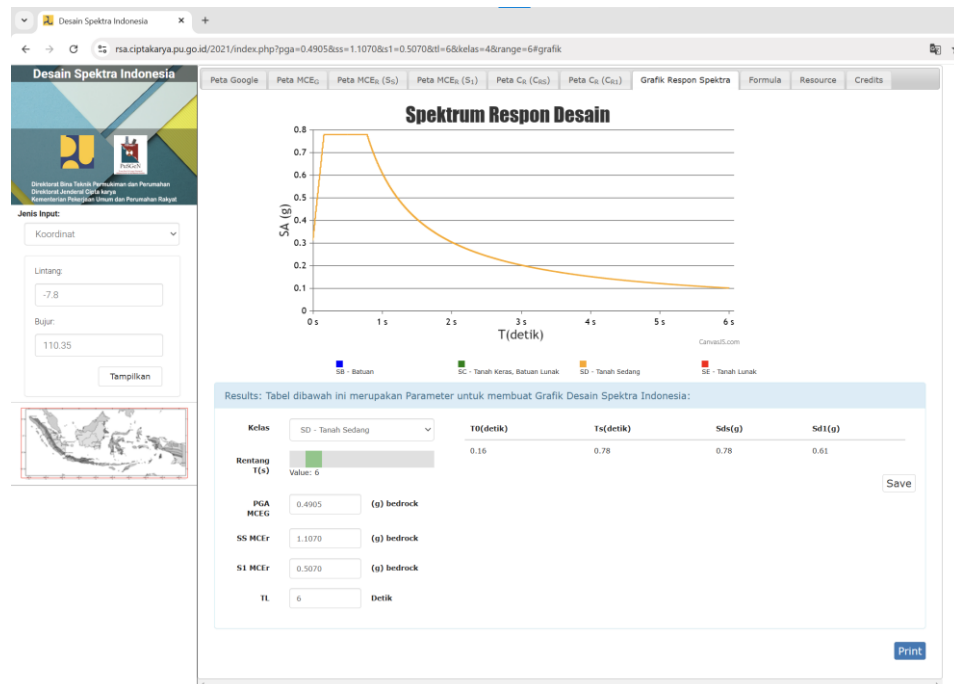 Desain Spektra Indonesia
rsa.ciptakarya.pu.go.id/2021/index.php?pga=0.4905&ss=1.1070&s1=0.5070&tl=6&kelas=4&range=6#grafik
Desain Spektra Indonesia
PuSGeN
Direktorat Bina Teknik Permukiman dan Perumahan
Direktorat Jenderal Cipta karya
Kementerian Pekerjaan Umum dan Perumahan Rakyat
Jenis Input:
Koordinat
Lintang:
-7.8
Bujur:
110.35
Tampilkan
Peta Google Peta MCEG Peta MCER (SS) Peta MCER (S1) Peta CR (CRS) Peta CR (CR1) Grafik Respon Spektra Formula Resource Credits
Spektrum Respon Desain
SA (g)
0.8
0.7
0.6
0.5
0.4
0.3
0.2
0.1
0
0 s 1 s 2 s 3 s 4 s 5 s 6 s
T(detik)
CanvasJS.com
SB - Batuan SC - Tanah Keras, Batuan Lunak SD - Tanah Sedang SE - Tanah Lunak
Results: Tabel dibawah ini merupakan Parameter untuk membuat Grafik Desain Spektra Indonesia:
Kelas SD - Tanah Sedang
Rentang
T(s)
Value: 6
PGA
MCEG 0.4905 (g) bedrock
SS MCEr 1.1070 (g) bedrock
S1 MCEr 0.5070 (g) bedrock
TL 6 Detik
T0(detik) Ts(detik) Sds(g) Sd1(g)
0.16 0.78 0.78 0.61
Save
Print